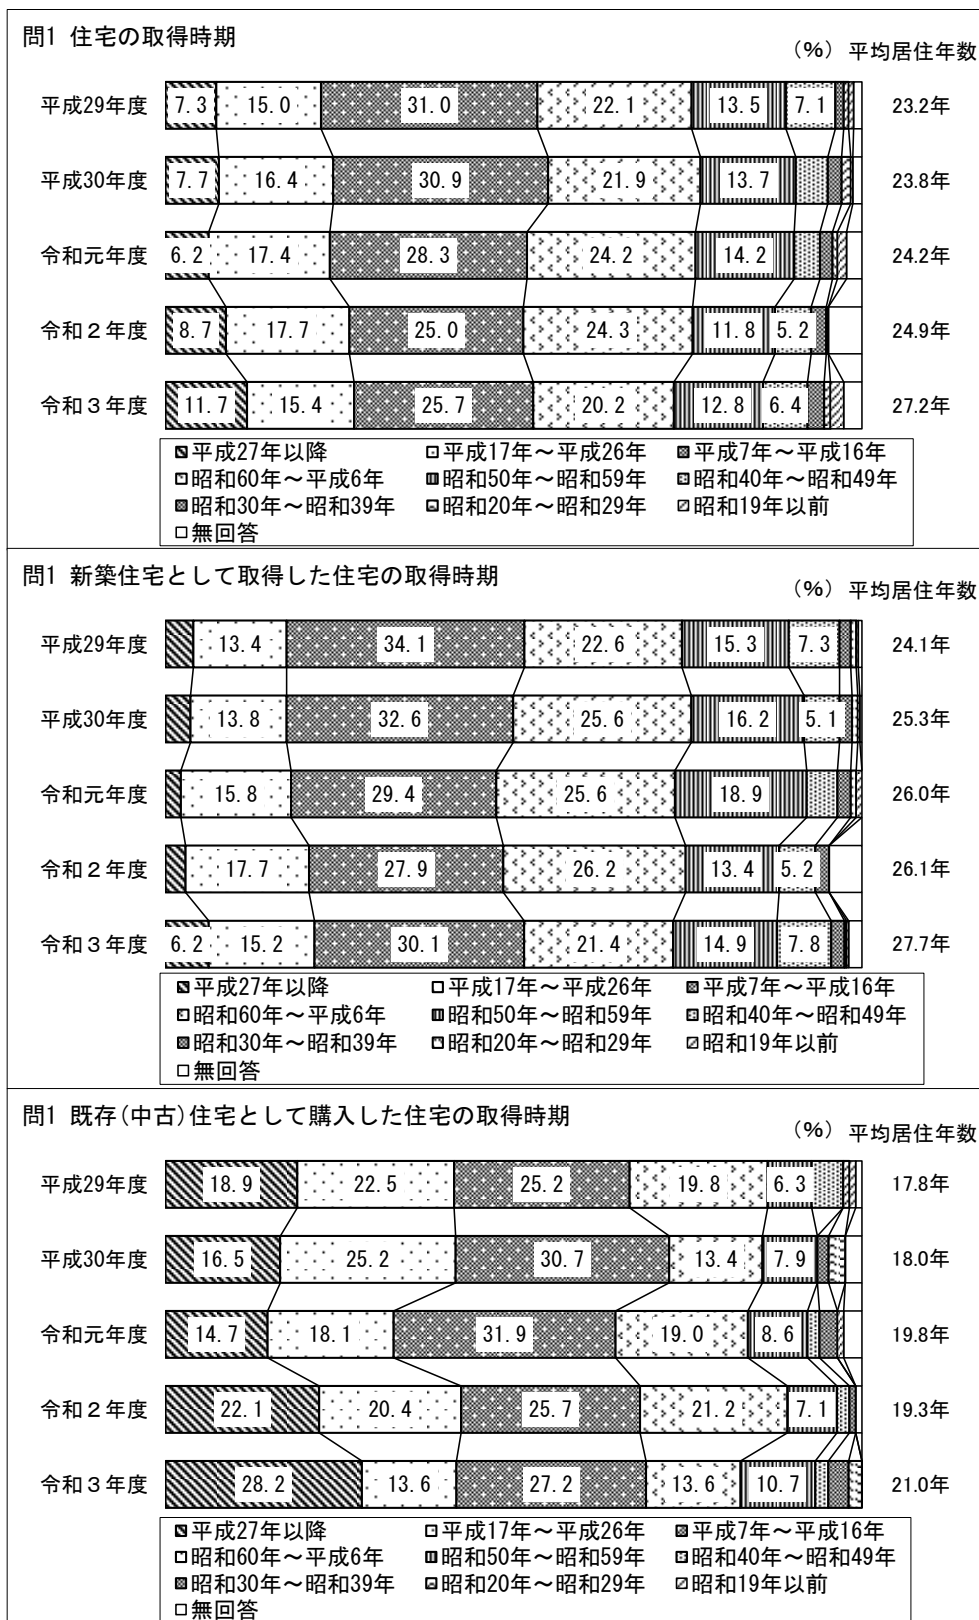 問1 住宅の取得時期
（%）平均居住年数
平成29年度 7.3 15.0 31.0 22.1 13.5 7.1 23.2年
平成30年度 7.7 16.4 30.9 21.9 13.7 23.8年
令和元年度 6.2 17.4 28.3 24.2 14.2 24.2年
令和２年度 8.7 17.7 25.0 24.3 11.8 5.2 24.9年
令和３年度 11.7 15.4 25.7 20.2 12.8 6.4 27.2年
平成27年以降 平成17年～平成26年 平成7年～平成16年
昭和60年～平成6年 昭和50年～昭和59年 昭和40年～昭和49年
昭和30年～昭和39年 昭和20年～昭和29年 昭和19年以前
無回答
問1 新築住宅として取得した住宅の取得時期
（%）平均居住年数
平成29年度 13.4 34.1 22.6 15.3 7.3 24.1年
平成30年度 13.8 32.6 25.6 16.2 5.1 25.3年
令和元年度 15.8 29.4 25.6 18.9 26.0年
令和２年度 17.7 27.9 26.2 13.4 5.2 26.1年
令和３年度 6.2 15.2 30.1 21.4 14.9 7.8 27.7年
平成27年以降 平成17年～平成26年 平成7年～平成16年
昭和60年～平成6年 昭和50年～昭和59年 昭和40年～昭和49年
昭和30年～昭和39年 昭和20年～昭和29年 昭和19年以前
無回答
問1 既存(中古)住宅として購入した住宅の取得時期
（%）平均居住年数
平成29年度 18.9 22.5 25.2 19.8 6.3 17.8年
平成30年度 16.5 25.2 30.7 13.4 7.9 18.0年
令和元年度 14.7 18.1 31.9 19.0 8.6 19.8年
令和２年度 22.1 20.4 25.7 21.2 7.1 19.3年
令和３年度 28.2 13.6 27.2 13.6 10.7 21.0年
平成27年以降 平成17年～平成26年 平成7年～平成16年
昭和60年～平成6年 昭和50年～昭和59年 昭和40年～昭和49年
昭和30年～昭和39年 昭和20年～昭和29年 昭和19年以前
無回答